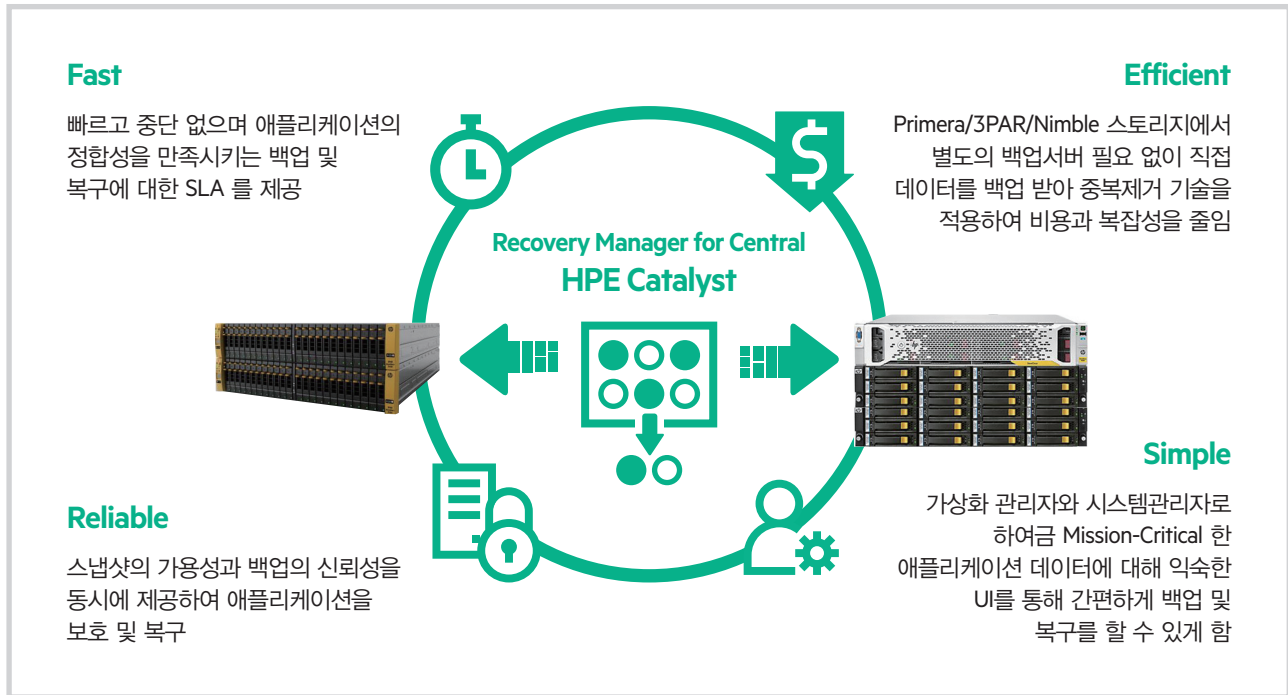 Fast
빠르고 중단 없으며 애플리케이션의
정합성을 만족시키는 백업 및
복구에 대한 SLA 를 제공
Efficient
Primera/3PAR/Nimble 스토리지에서
별도의 백업서버 필요 없이 직접
데이터를 백업 받아 중복제거 기술을
적용하여 비용과 복잡성을 줄임
Recovery Manager for Central
HPE Catalyst
Reliable
스냅샷의 가용성과 백업의 신뢰성을
동시에 제공하여 애플리케이션을
보호 및 복구
Simple
가상화 관리자와 시스템관리자로
하여금 Mission-Critical 한
애플리케이션 데이터에 대해 익숙한
UI를 통해 간편하게 백업 및
복구를 할 수 있게 함